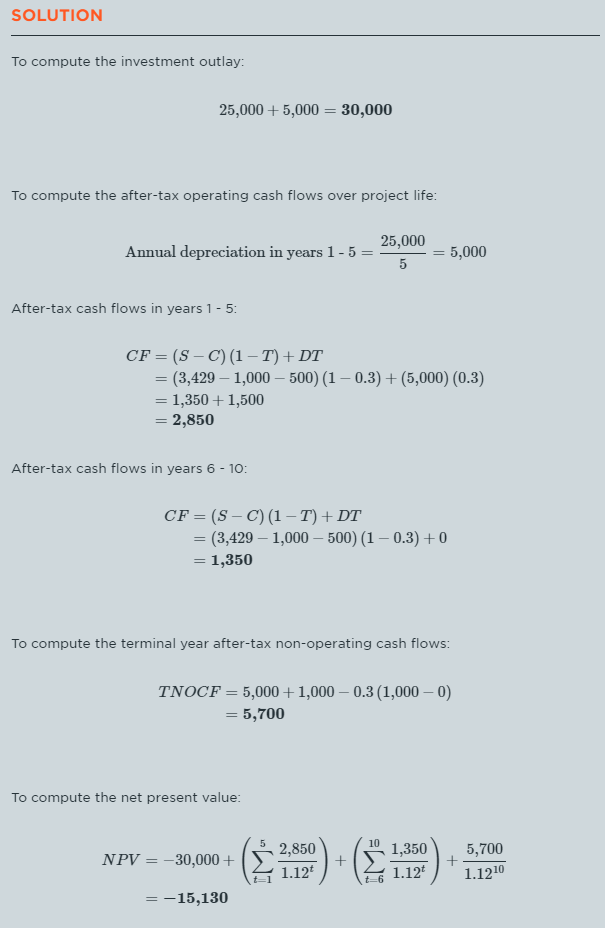 SOLUTION
To compute the investment outlay:
25,000 + 5,000 = 30,000
To compute the after-tax operating cash flows over project life:
Annual depreciation in years 1 - 5 = 25,000 / 5 = 5,000
After-tax cash flows in years 1 - 5:
CF = (S − C) (1 − T) + DT
= (3,429 − 1,000 − 500) (1 − 0.3) + (5,000) (0.3)
= 1,350 + 1,500
= 2,850
After-tax cash flows in years 6 - 10:
CF = (S − C) (1 − T) + DT
= (3,429 − 1,000 − 500) (1 − 0.3) + 0
= 1,350
To compute the terminal year after-tax non-operating cash flows:
TNOCF = 5,000 + 1,000 − 0.3 (1,000 − 0)
= 5,700
To compute the net present value:
NPV = −30,000 + (∑_{t=1}^{5} 2,850 / 1.12^t) + (∑_{t=6}^{10} 1,350 / 1.12^t) + 5,700 / 1.12^10
= −15,130